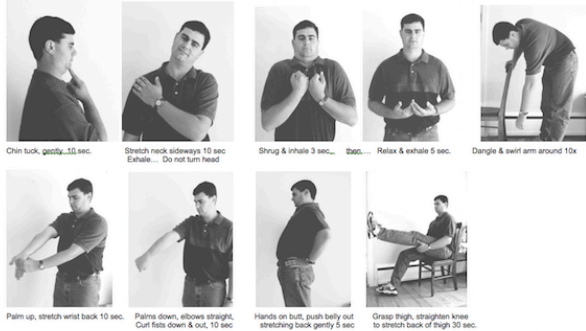 Chin tuck, gently 10 sec.
Stretch neck sideways 10 sec
Exhale... Do not turn head
Shrug & inhale 3 sec,.. then.... Relax & exhale 5 sec.
Dangle & swirl arm around 10x
Palm up, stretch wrist back 10 sec.
Palms down, elbows straight,
Curl fists down & out, 10 sec
Hands on butt, push belly out
stretching back gently 5 sec
Grasp thigh, straighten knee
to stretch back of thigh 30 sec.